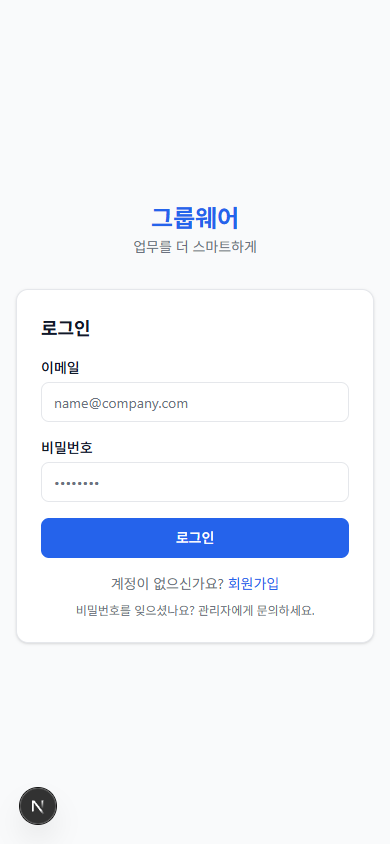 그룹웨어
업무를 더 스마트하게
로그인
이메일
name@company.com
비밀번호
••••••••
로그인
계정이 없으신가요? 회원가입
비밀번호를 잊으셨나요? 관리자에게 문의하세요.
N